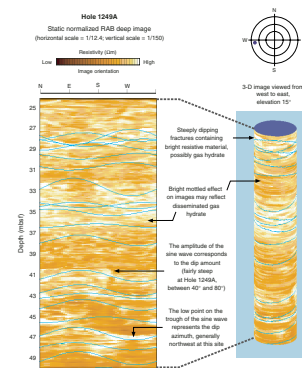 Hole 1249A
Static normalized RAB deep image
(horizontal scale = 1/12.4; vertical scale = 1/150)
Resistivity (Ωm)
Low
High
Image orientation
N
E
S
W
N
W
S
3-D image viewed from
west to east,
elevation 15°
Depth (mbsf)
25
27
29
31
33
35
37
39
41
43
45
47
49
Steeply dipping
fractures containing
bright resistive material,
possibly gas hydrate
Bright mottled effect
on images may reflect
disseminated gas
hydrate
The amplitude of the
sine wave corresponds
to the dip amount
(fairly steep
at Hole 1249A,
between 40° and 80°)
The low point on the
trough of the sine wave
represents the dip
azimuth, generally
northwest at this site